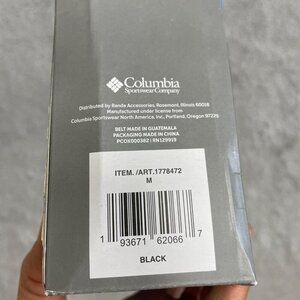 Columbia
Sportswear Company
Distributed by Randa Accessories, Rosemont, Illinois 60018
Manufactured under license from
Columbia Sportswear North America, Inc., Portland, Oregon 97229
BELT MADE IN GUATEMALA
PACKAGING MADE IN CHINA
PCOX000382 | RN129919
ITEM. /ART.1778472
M
1 93671 62066 7
BLACK